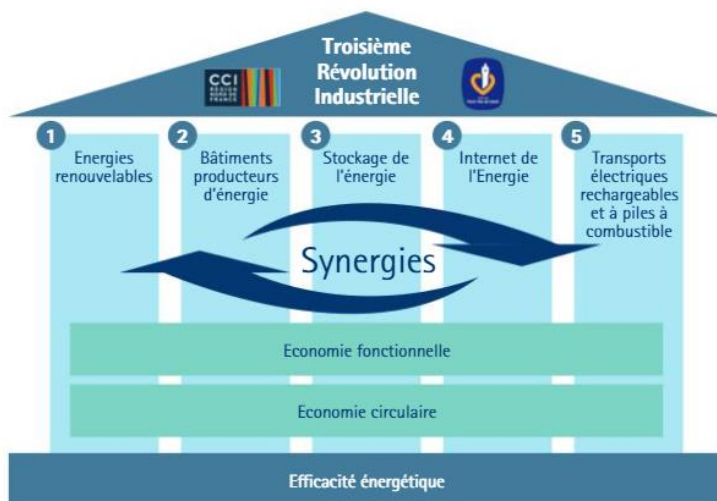 Troisième
Révolution
Industrielle
CCI
RÉGION
NORD DE
FRANCE
1
Energies
renouvelables
2
Bâtiments
producteurs
d'énergie
3
Stockage de
l'énergie
4
Internet de
l'Energie
5
Transports
électriques
rechargeables
et à piles à
combustible
Synergies
Economie fonctionnelle
Economie circulaire
Efficacité énergétique